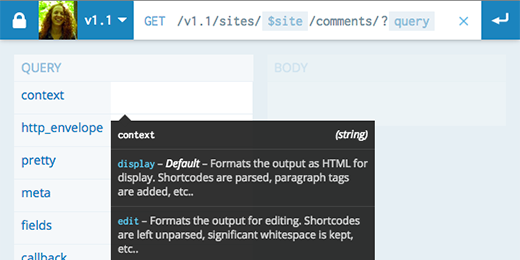 v1.1 GET /v1.1/sites/ $site /comments/? query ×
QUERY
BODY
context
http_envelope
pretty
meta
fields
callback
context (string)
display – Default – Formats the output as HTML for
display. Shortcodes are parsed, paragraph tags
are added, etc..
edit – Formats the output for editing. Shortcodes
are left unparsed, significant whitespace is kept,
etc..